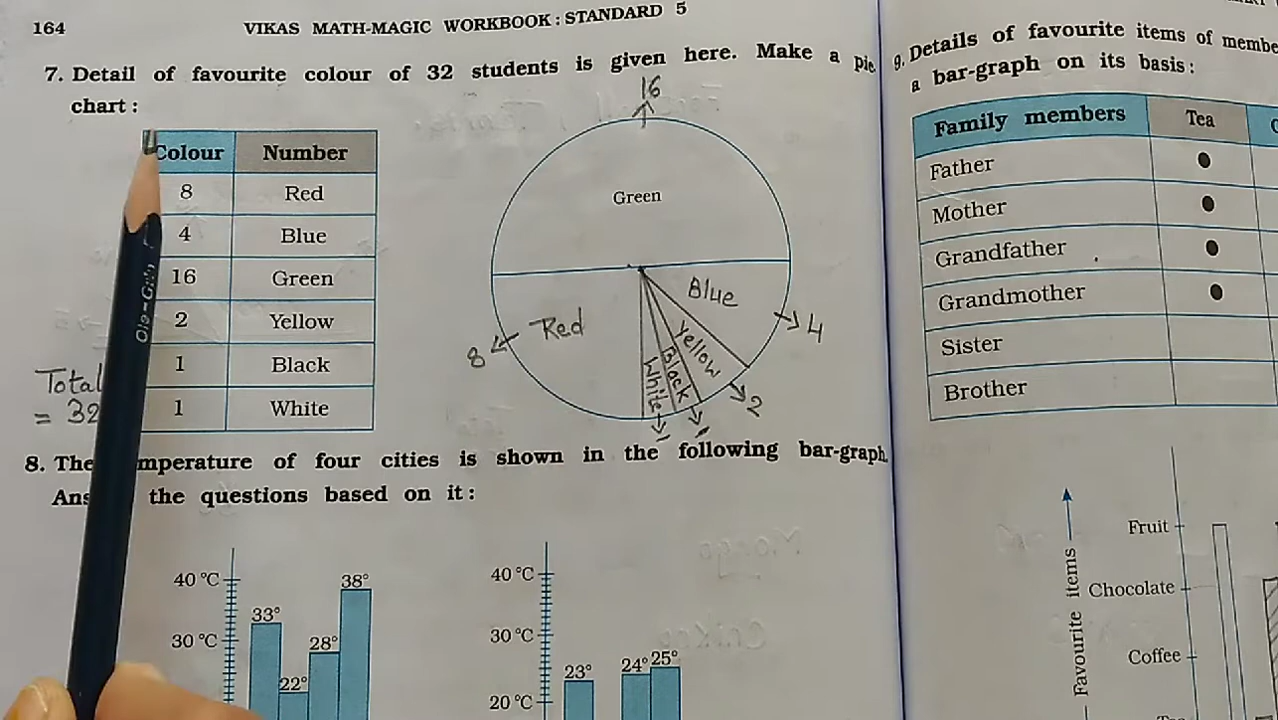 164
VIKAS MATH-MAGIC WORKBOOK: STANDARD 5
7. Detail of favourite colour of 32 students is given here. Make a pie
chart :
Colour Number
8 Red
4 Blue
16 Green
2 Yellow
1 Black
1 White
Total
= 32
16
Green
Blue
4
Red
8
Yellow
2
Black
White
8. The mperature of four cities is shown in the following bar-graph.
Ans the questions based on it :
40 °C
30 °C
33°
22°
28°
38°
40 °C
30 °C
20 °C
23°
24°
25°
9. Details of favourite items of membe
a bar-graph on its basis :
Family members Tea
Father
Mother
Grandfather
Grandmother
Sister
Brother
Favourite items
Fruit
Chocolate
Coffee